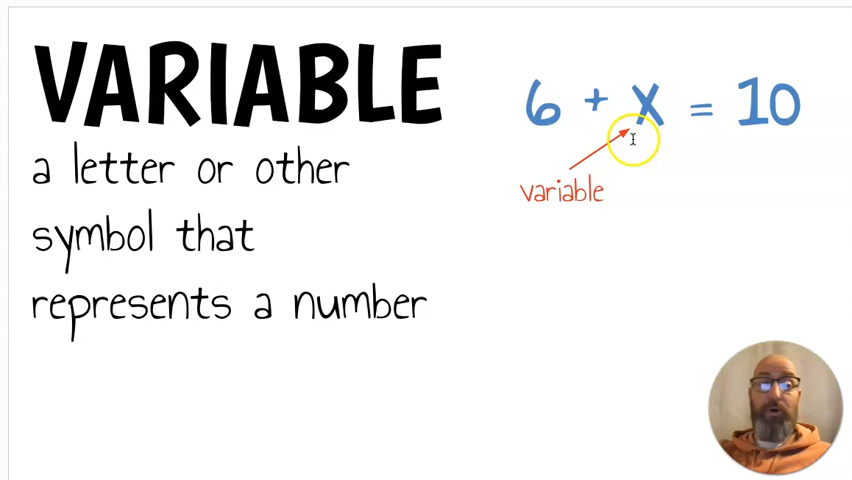 VARIABLE
a letter or other
symbol that
represents a number
6 + X = 10
variable